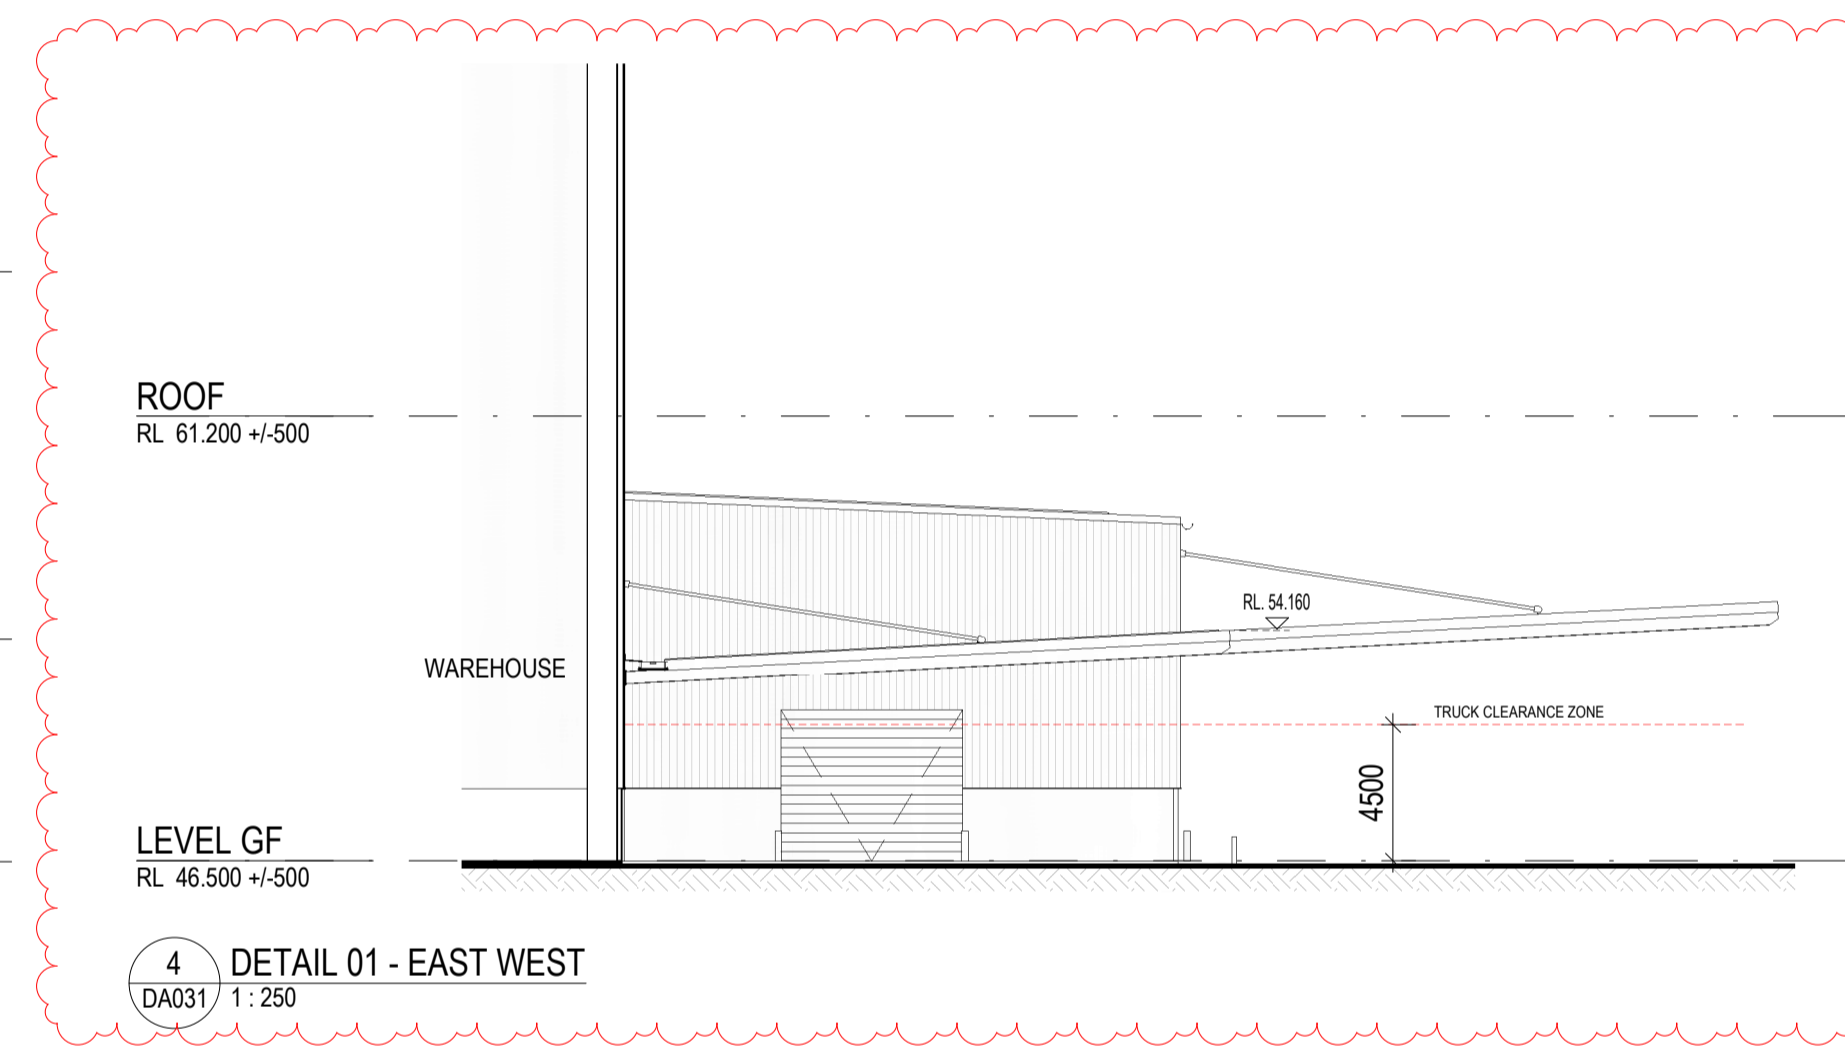 ROOF
RL 61.200 +/-500
RL. 54.160
WAREHOUSE
TRUCK CLEARANCE ZONE
4500
LEVEL GF
RL 46.500 +/-500
4
DA031
DETAIL 01 - EAST WEST
1 : 250